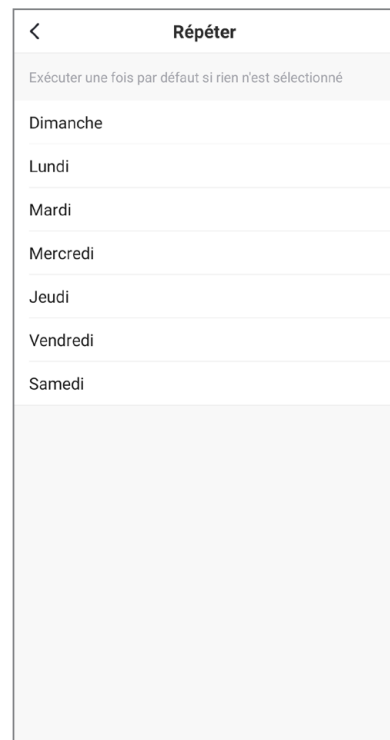 Répéter
Exécuter une fois par défaut si rien n'est sélectionné
Dimanche
Lundi
Mardi
Mercredi
Jeudi
Vendredi
Samedi